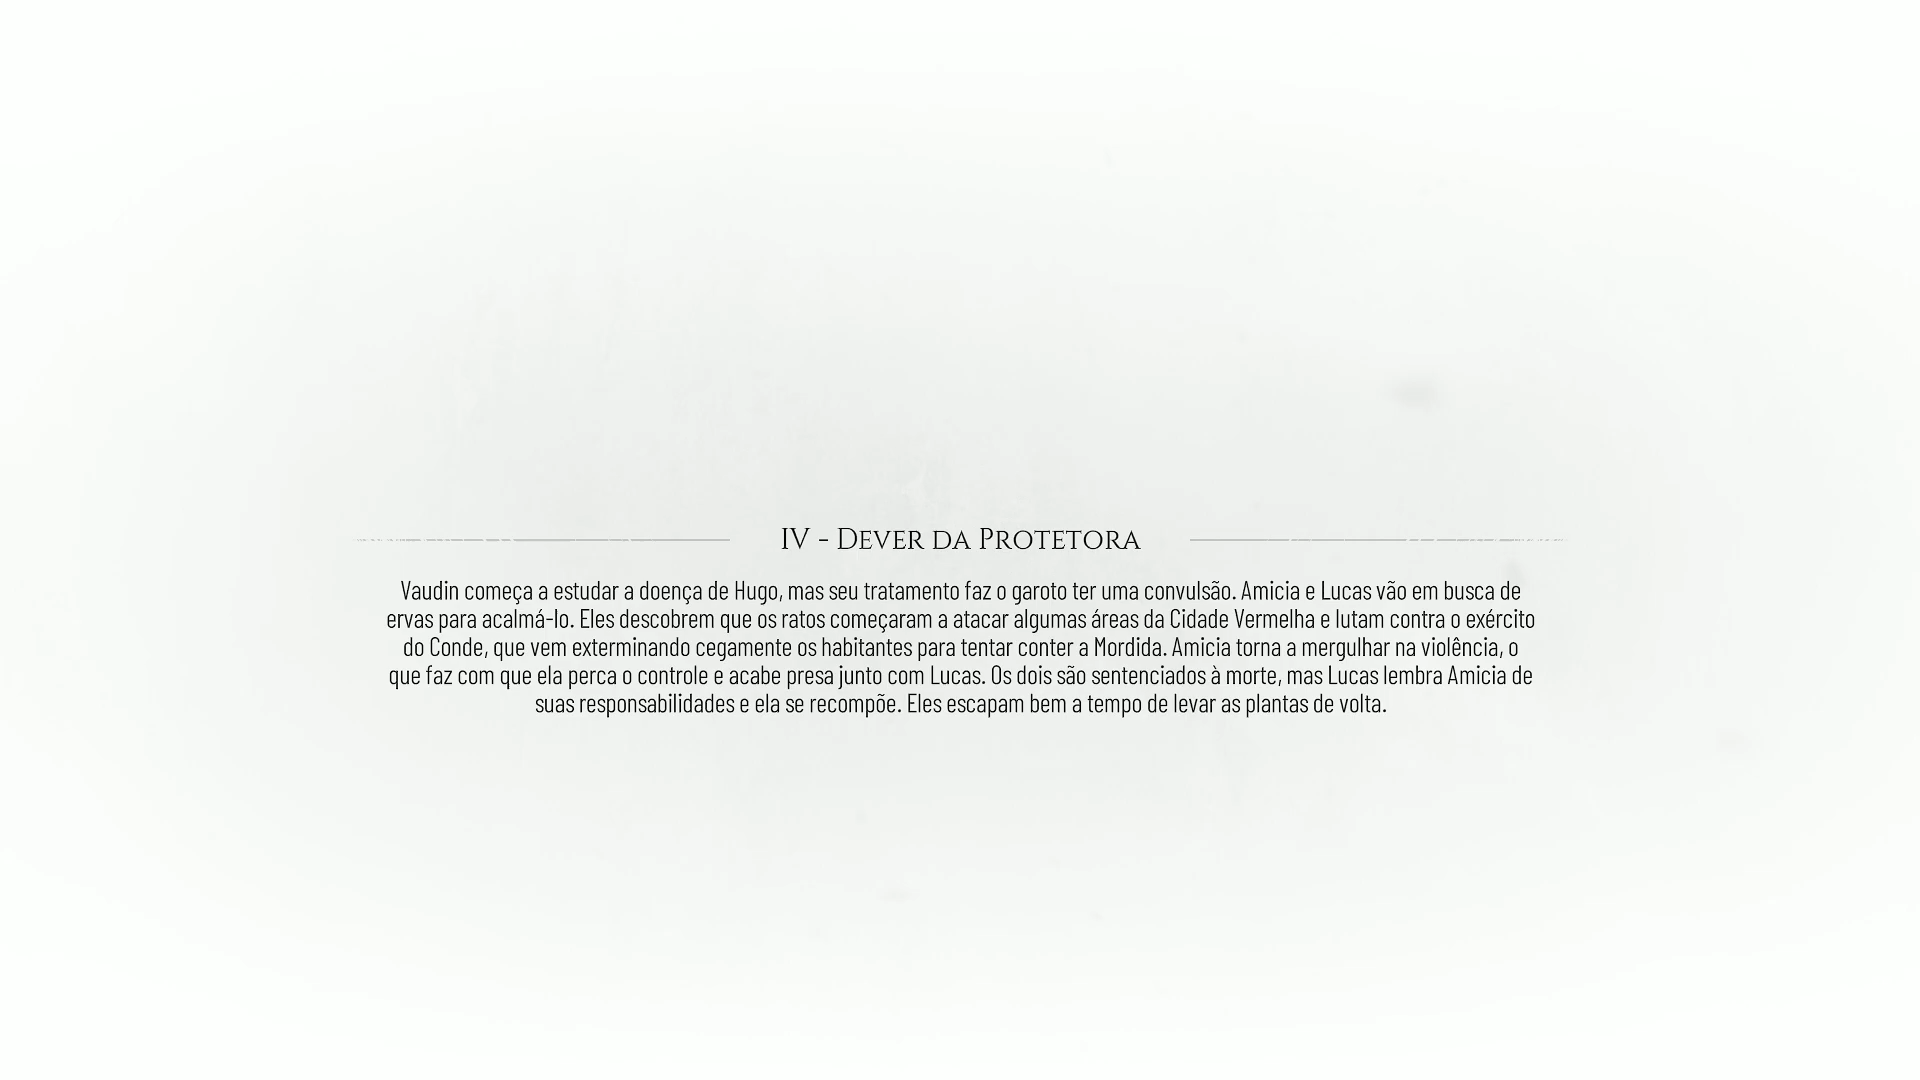 IV - Dever da Protetora
Vaudin começa a estudar a doença de Hugo, mas seu tratamento faz o garoto ter uma convulsão. Amicia e Lucas vão em busca de
ervas para acalmá-lo. Eles descobrem que os ratos começaram a atacar algumas áreas da Cidade Vermelha e lutam contra o exército
do Conde, que vem exterminando cegamente os habitantes para tentar conter a Mordida. Amicia torna a mergulhar na violência, o
que faz com que ela perca o controle e acabe presa junto com Lucas. Os dois são sentenciados à morte, mas Lucas lembra Amicia de
suas responsabilidades e ela se recompõe. Eles escapam bem a tempo de levar as plantas de volta.